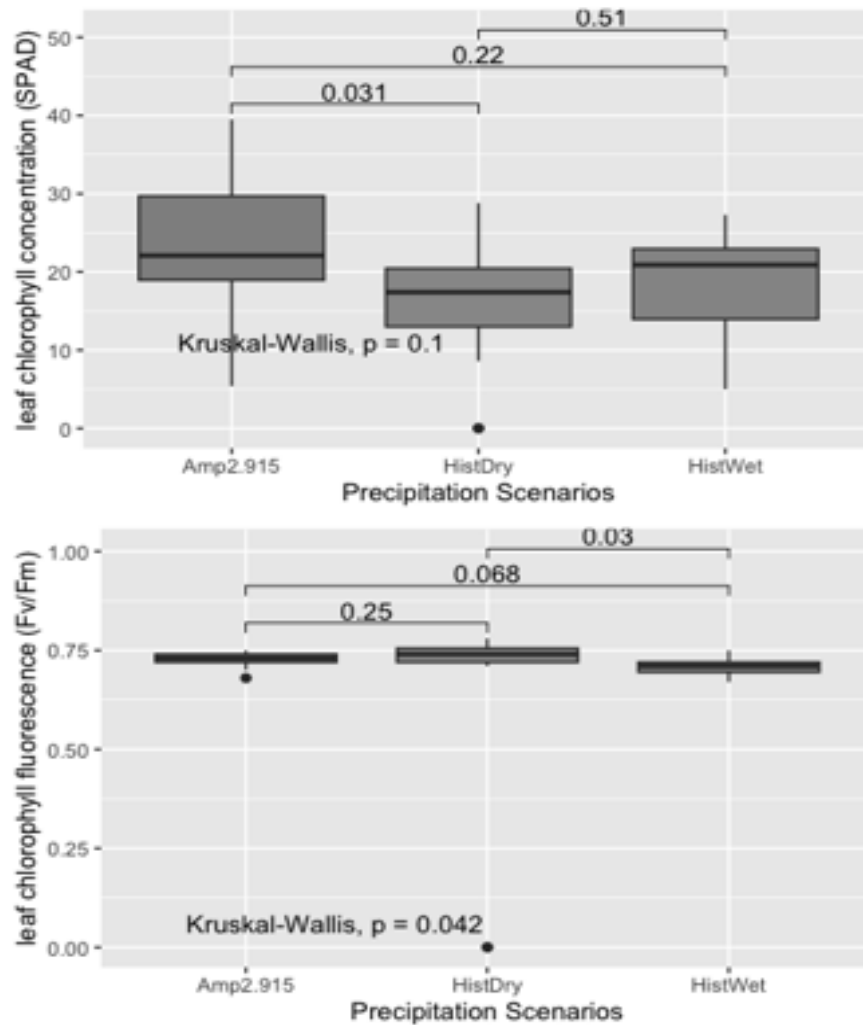 leaf chlorophyll concentration (SPAD)
50
40
30
20
10
0
0.51
0.22
0.031
Kruskal-Wallis, p = 0.1
Amp2.915 HistDry HistWet
Precipitation Scenarios
leaf chlorophyll fluorescence (Fv/Fm)
1.00
0.75
0.50
0.25
0.00
0.03
0.068
0.25
Kruskal-Wallis, p = 0.042
Amp2.915 HistDry HistWet
Precipitation Scenarios